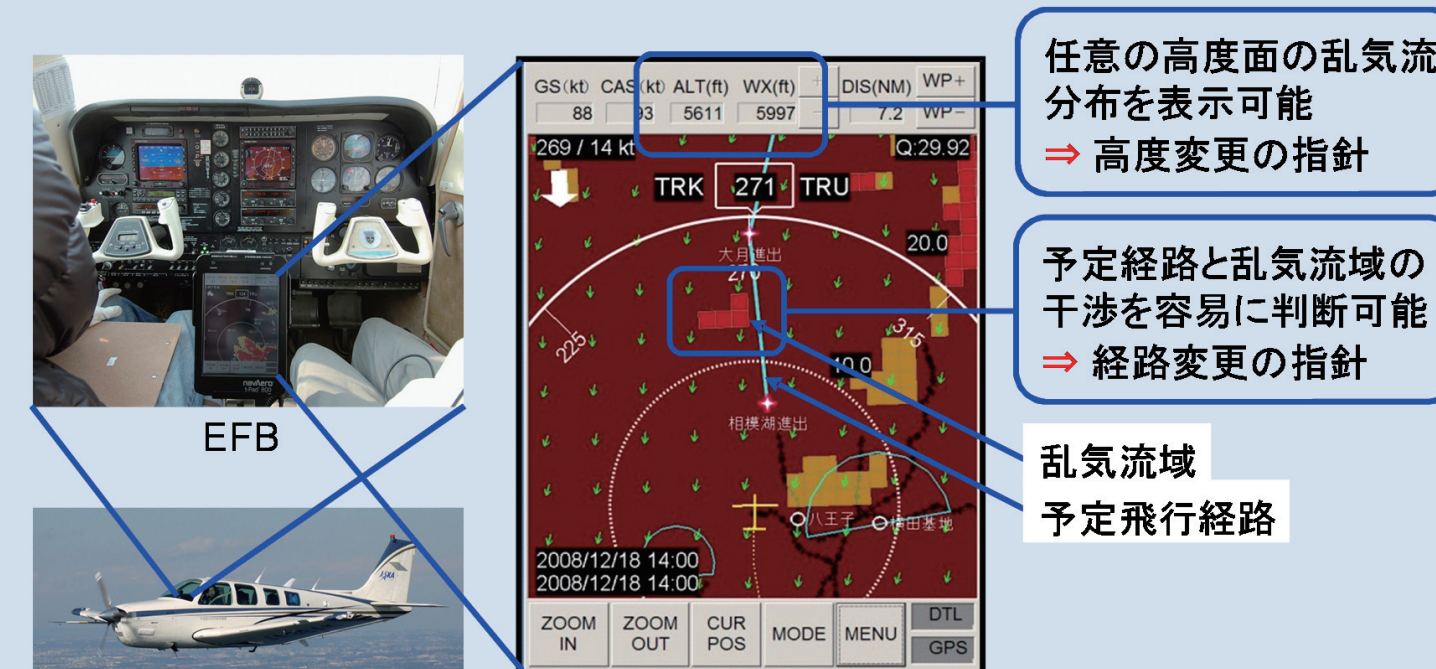 任意の高度面の乱気流
分布を表示可能
⇒ 高度変更の指針
予定経路と乱気流域の
干渉を容易に判断可能
⇒ 経路変更の指針
乱気流域
予定飛行経路
EFB
navAero
t·Pad 800
GS(kt) CAS(kt) ALT(ft) WX(ft) + DIS(NM) WP+
88 93 5611 5997 - 7.2 WP-
269 / 14 kt Q:29.92
TRK 271 TRU
20.0
大月進出
270
225
315
10.0
相模湖進出
八王子 横田基地
2008/12/18 14:00
2008/12/18 14:00
ZOOM IN
ZOOM OUT
CUR POS
MODE
MENU
DTL
GPS